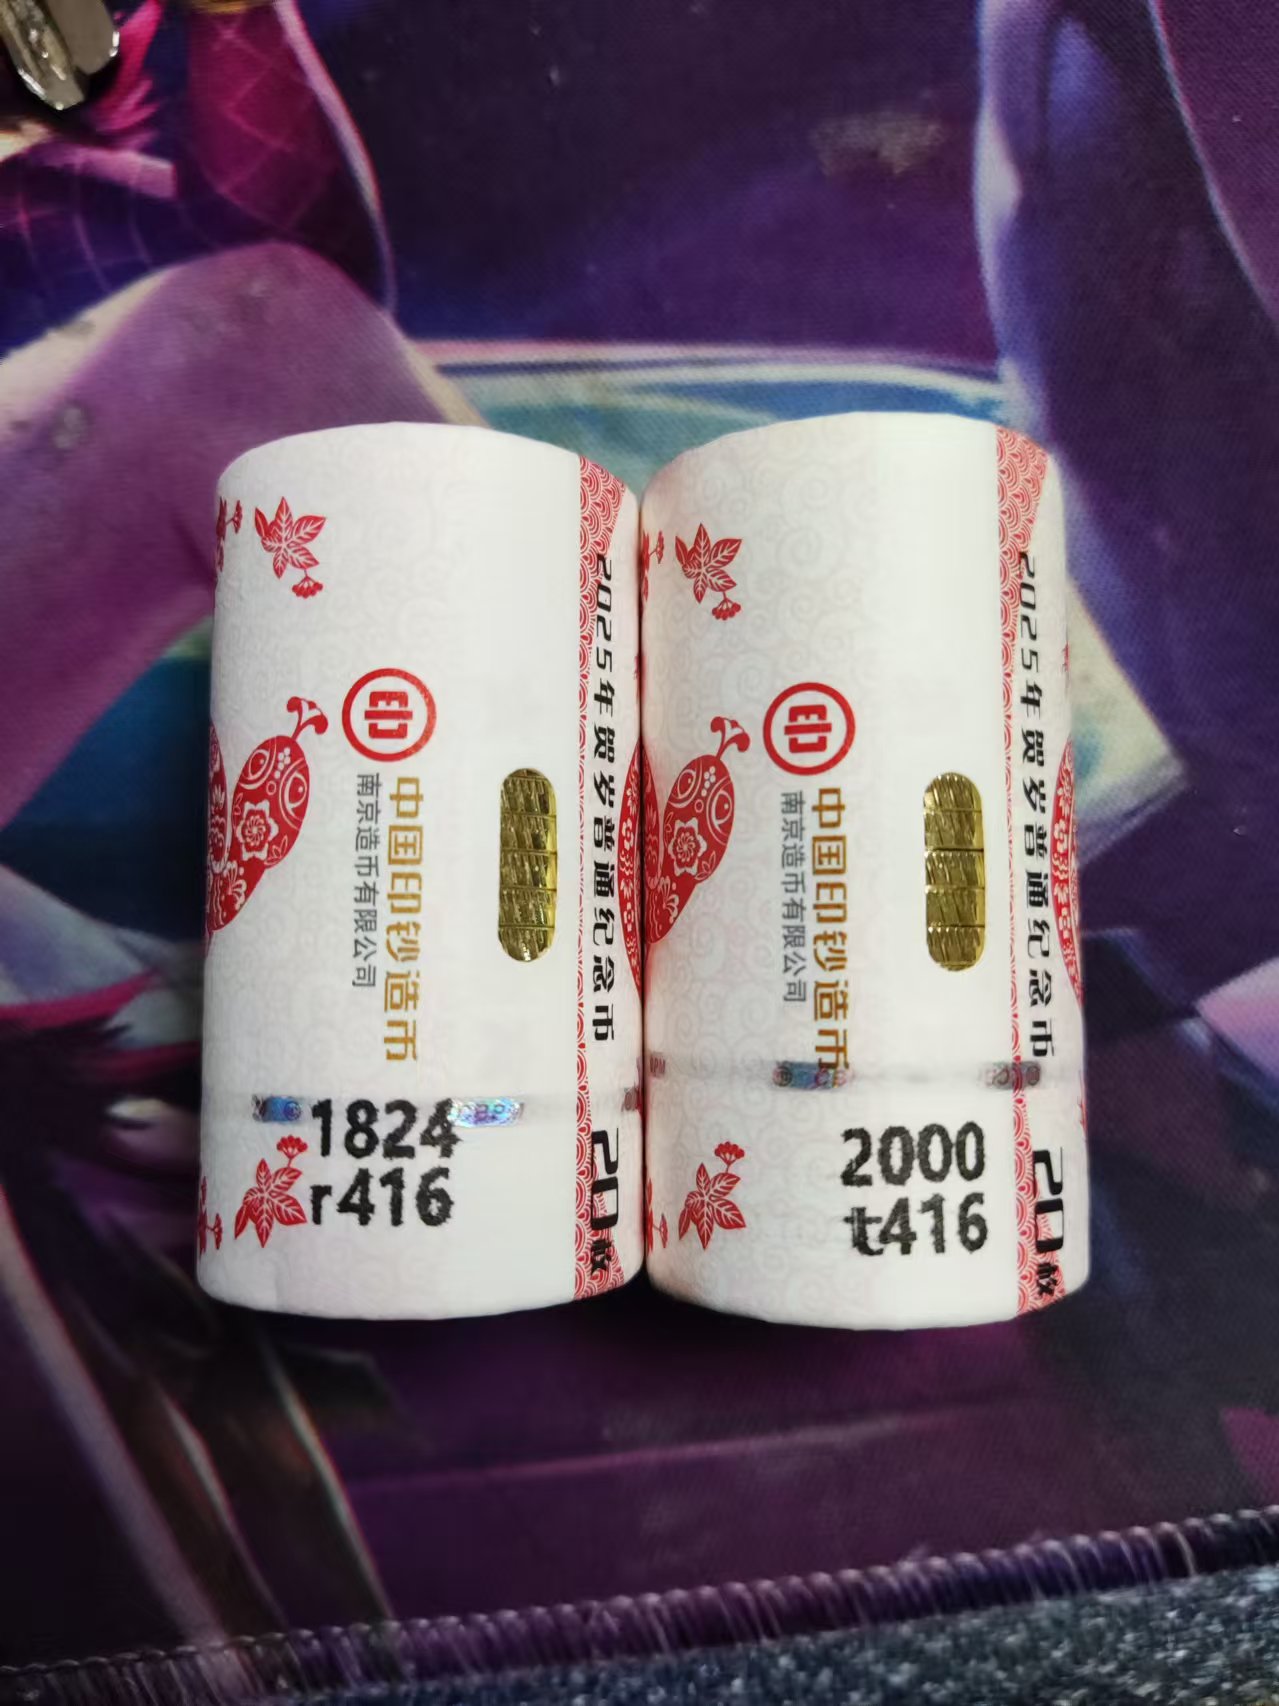 印
中国印钞造币
南京造币有限公司
2025年贺岁普通纪念币
20枚
1824
r416
印
中国印钞造币
南京造币有限公司
2025年贺岁普通纪念币
20枚
2000
t416